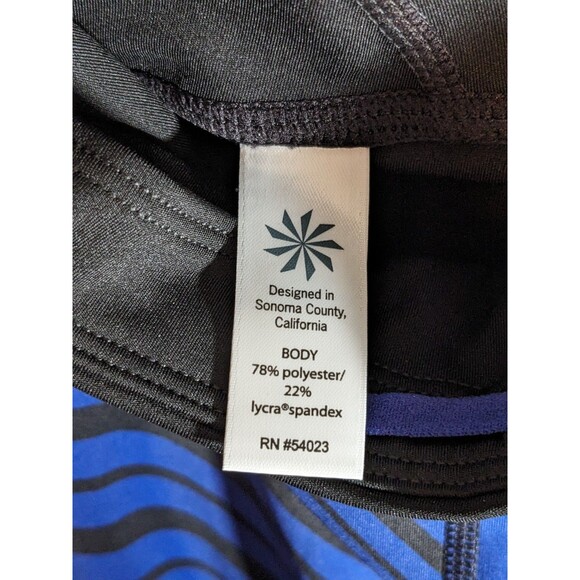 Designed in
Sonoma County,
California
BODY
78% polyester/
22%
lycra®spandex
RN #54023